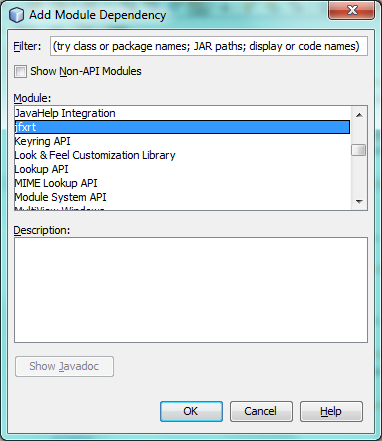 Add Module Dependency
Filter: (try class or package names; JAR paths; display or code names)
Show Non-API Modules
Module:
JavaHelp Integration
jfxrt
Keyring API
Look & Feel Customization Library
Lookup API
MIME Lookup API
Module System API
MultiView Windows
Description:
Show Javadoc
OK Cancel Help